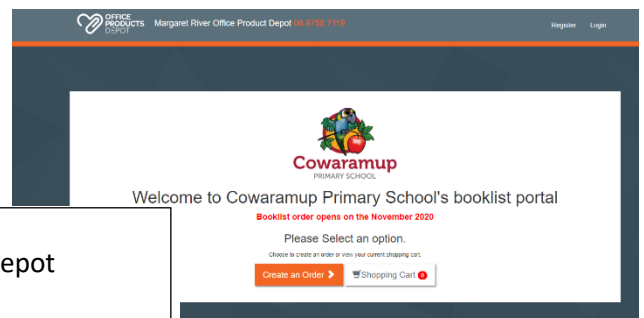 OFFICE
PRODUCTS
DEPOT
Margaret River Office Product Depot 08 9758 7119
Register Login
Cowaramup
PRIMARY SCHOOL
Welcome to Cowaramup Primary School's booklist portal
Booklist order opens on the November 2020
Please Select an option.
Choose to create an order or view your current shopping cart.
Create an Order
Shopping Cart 0
epot